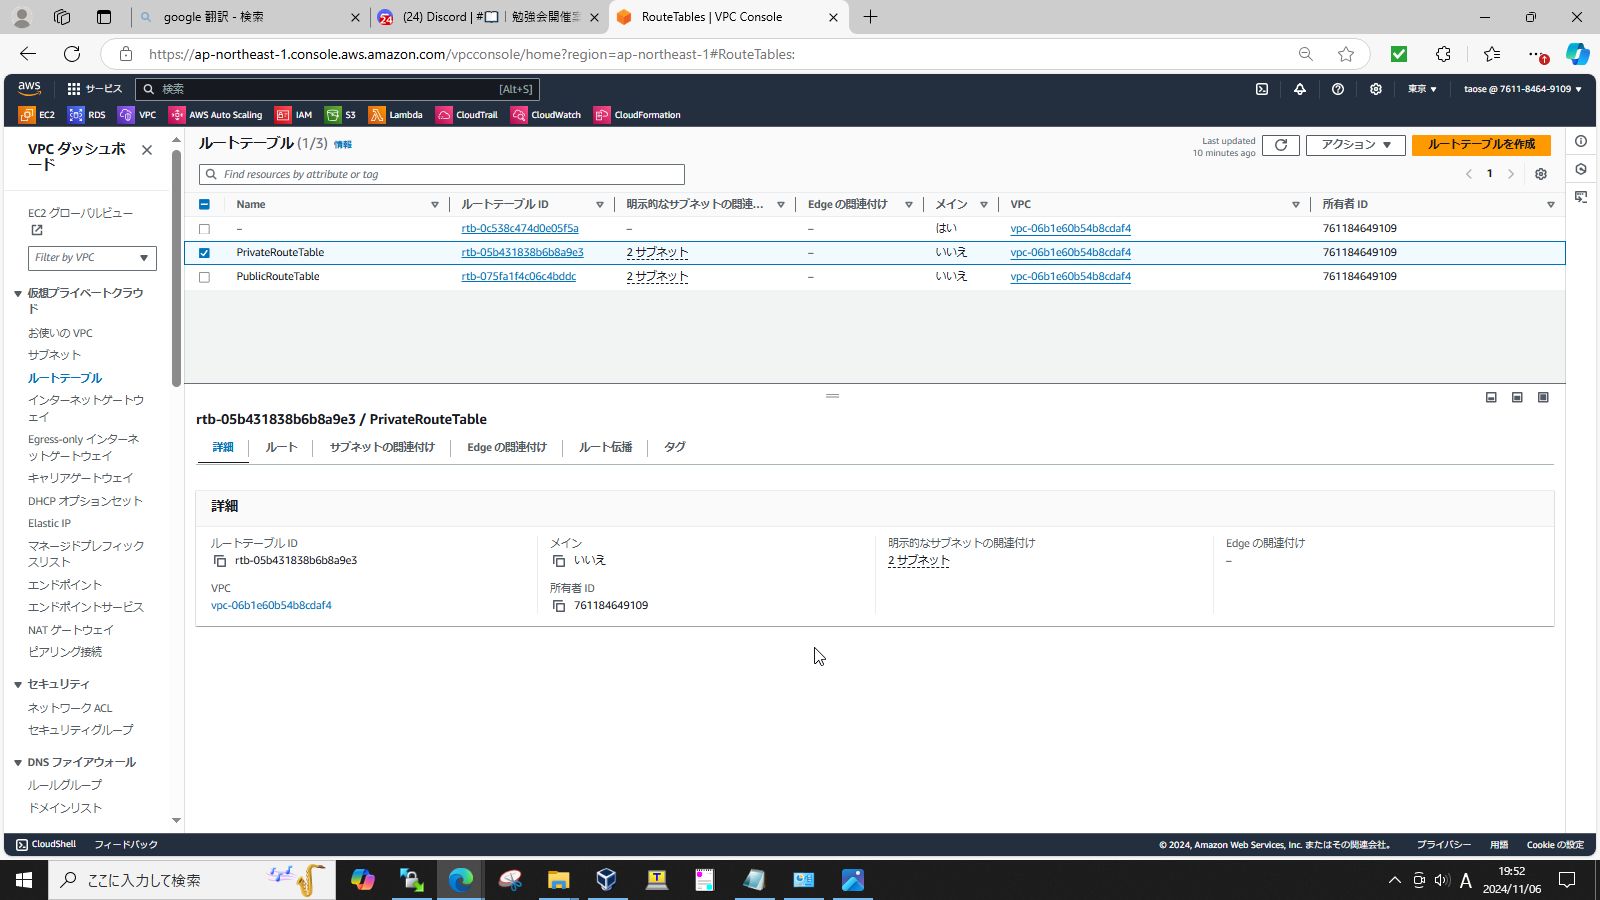 google 翻訳 - 検索
(24) Discord | #📖｜勉強会開催案
RouteTables | VPC Console
https://ap-northeast-1.console.aws.amazon.com/vpcconsole/home?region=ap-northeast-1#RouteTables:
aws
サービス
検索
[Alt+S]
東京
taose @ 7611-8464-9109
EC2
RDS
VPC
AWS Auto Scaling
IAM
S3
Lambda
CloudTrail
CloudWatch
CloudFormation
VPC ダッシュボ
ード
EC2 グローバルビュー
Filter by VPC
仮想プライベートクラウ
ド
お使いの VPC
サブネット
ルートテーブル
インターネットゲートウ
ェイ
Egress-only インターネ
ットゲートウェイ
キャリアゲートウェイ
DHCP オプションセット
Elastic IP
マネージドプレフィック
スリスト
エンドポイント
エンドポイントサービス
NAT ゲートウェイ
ピアリング接続
セキュリティ
ネットワーク ACL
セキュリティグループ
DNS ファイアウォール
ルールグループ
ドメインリスト
ルートテーブル (1/3) 情報
Last updated
10 minutes ago
アクション
ルートテーブルを作成
Find resources by attribute or tag
1
Name
ルートテーブル ID
明示的なサブネットの関連...
Edge の関連付け
メイン
VPC
所有者 ID
– rtb-0c538c474d0e05f5a – – はい vpc-06b1e60b54b8cdaf4 761184649109
PrivateRouteTable rtb-05b431838b6b8a9e3 2 サブネット – いいえ vpc-06b1e60b54b8cdaf4 761184649109
PublicRouteTable rtb-075fa1f4c06c4bddc 2 サブネット – いいえ vpc-06b1e60b54b8cdaf4 761184649109
rtb-05b431838b6b8a9e3 / PrivateRouteTable
詳細
ルート
サブネットの関連付け
Edge の関連付け
ルート伝播
タグ
詳細
ルートテーブル ID
rtb-05b431838b6b8a9e3
VPC
vpc-06b1e60b54b8cdaf4
メイン
いいえ
所有者 ID
761184649109
明示的なサブネットの関連付け
2 サブネット
Edge の関連付け
–
CloudShell
フィードバック
© 2024, Amazon Web Services, Inc. またはその関連会社。
プライバシー
用語
Cookie の設定
ここに入力して検索
A
19:52
2024/11/06